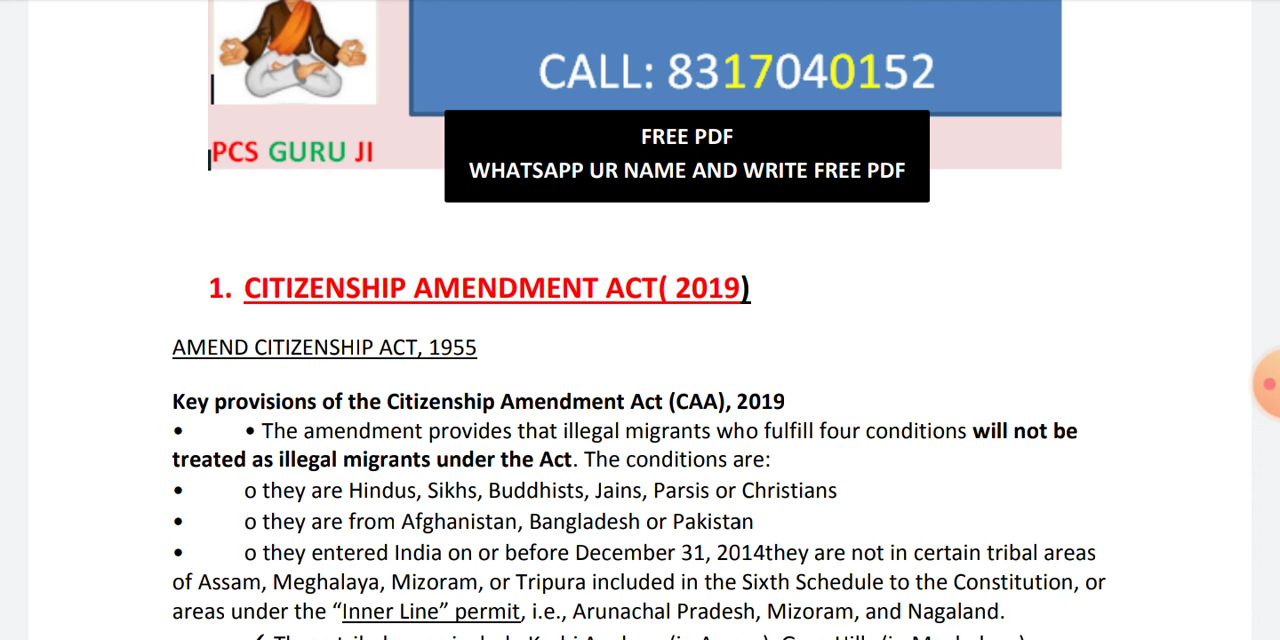 CALL: 8317040152
PCS GURU JI
FREE PDF
WHATSAPP UR NAME AND WRITE FREE PDF
1. CITIZENSHIP AMENDMENT ACT( 2019)
AMEND CITIZENSHIP ACT, 1955
Key provisions of the Citizenship Amendment Act (CAA), 2019
• • The amendment provides that illegal migrants who fulfill four conditions will not be
treated as illegal migrants under the Act. The conditions are:
• o they are Hindus, Sikhs, Buddhists, Jains, Parsis or Christians
• o they are from Afghanistan, Bangladesh or Pakistan
• o they entered India on or before December 31, 2014they are not in certain tribal areas
of Assam, Meghalaya, Mizoram, or Tripura included in the Sixth Schedule to the Constitution, or
areas under the “Inner Line” permit, i.e., Arunachal Pradesh, Mizoram, and Nagaland.